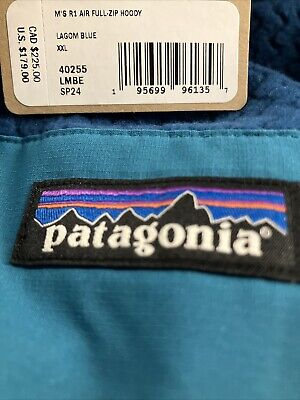 M'S R1 AIR FULL-ZIP HOODY
LAGOM BLUE
XXL
40255
LMBE
SP24
1 95699 96135 7
CAD $225.00
U.S. $179.00
patagonia®